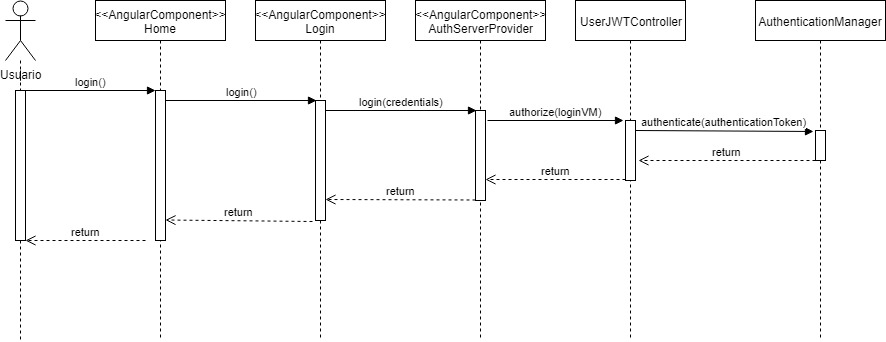 <<AngularComponent>>
Home
<<AngularComponent>>
Login
<<AngularComponent>>
AuthServerProvider
UserJWTController
AuthenticationManager
Usuario
login()
login()
login(credentials)
authorize(loginVM)
authenticate(authenticationToken)
return
return
return
return
return